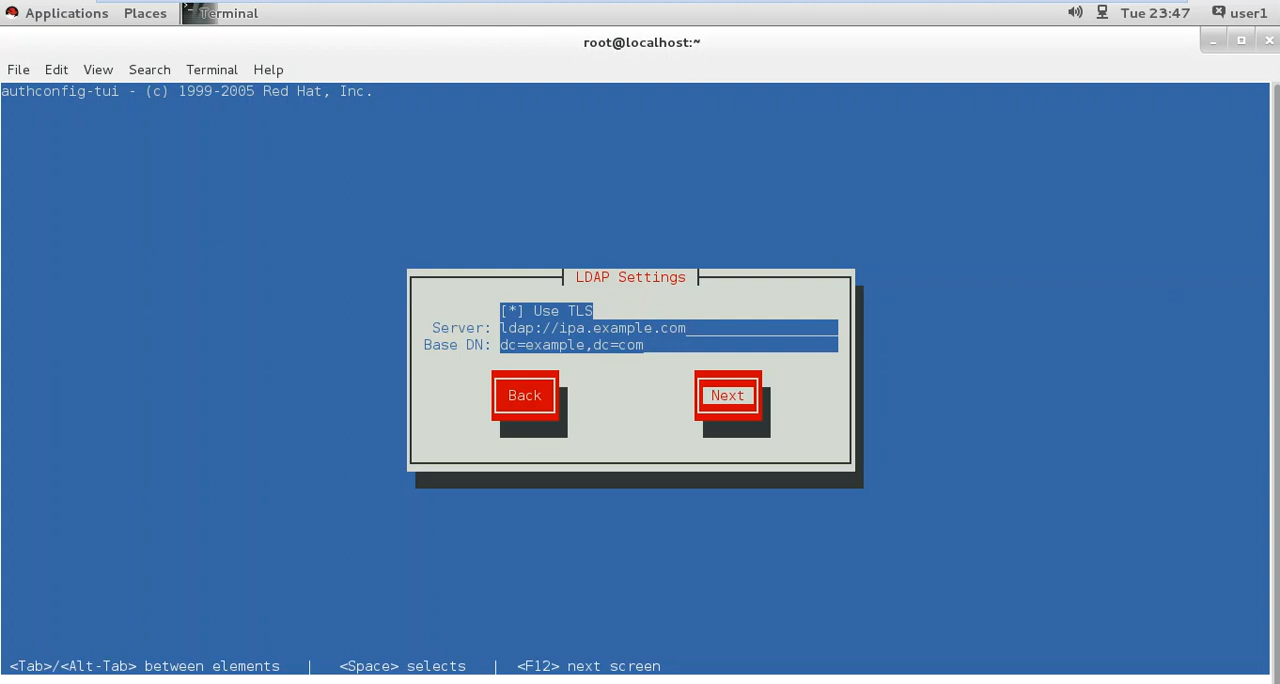 Applications Places Terminal Tue 23:47 user1
root@localhost:~
File Edit View Search Terminal Help
authconfig-tui - (c) 1999-2005 Red Hat, Inc.
LDAP Settings
[*] Use TLS
Server: ldap://ipa.example.com
Base DN: dc=example,dc=com
Back Next
<Tab>/<Alt-Tab> between elements | <Space> selects | <F12> next screen